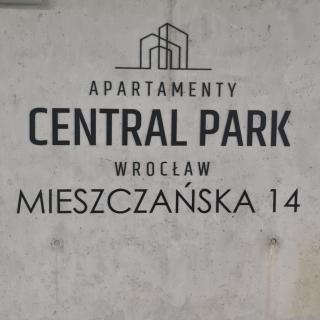 APARTAMENTY
CENTRAL PARK
WROCŁAW
MIESZCZAŃSKA 14